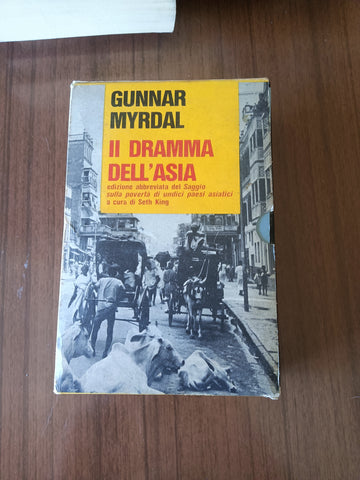 GUNNAR
MYRDAL
Il DRAMMA
DELL'ASIA
edizione abbreviata del Saggio
sulla povertà di undici paesi asiatici
a cura di Seth King